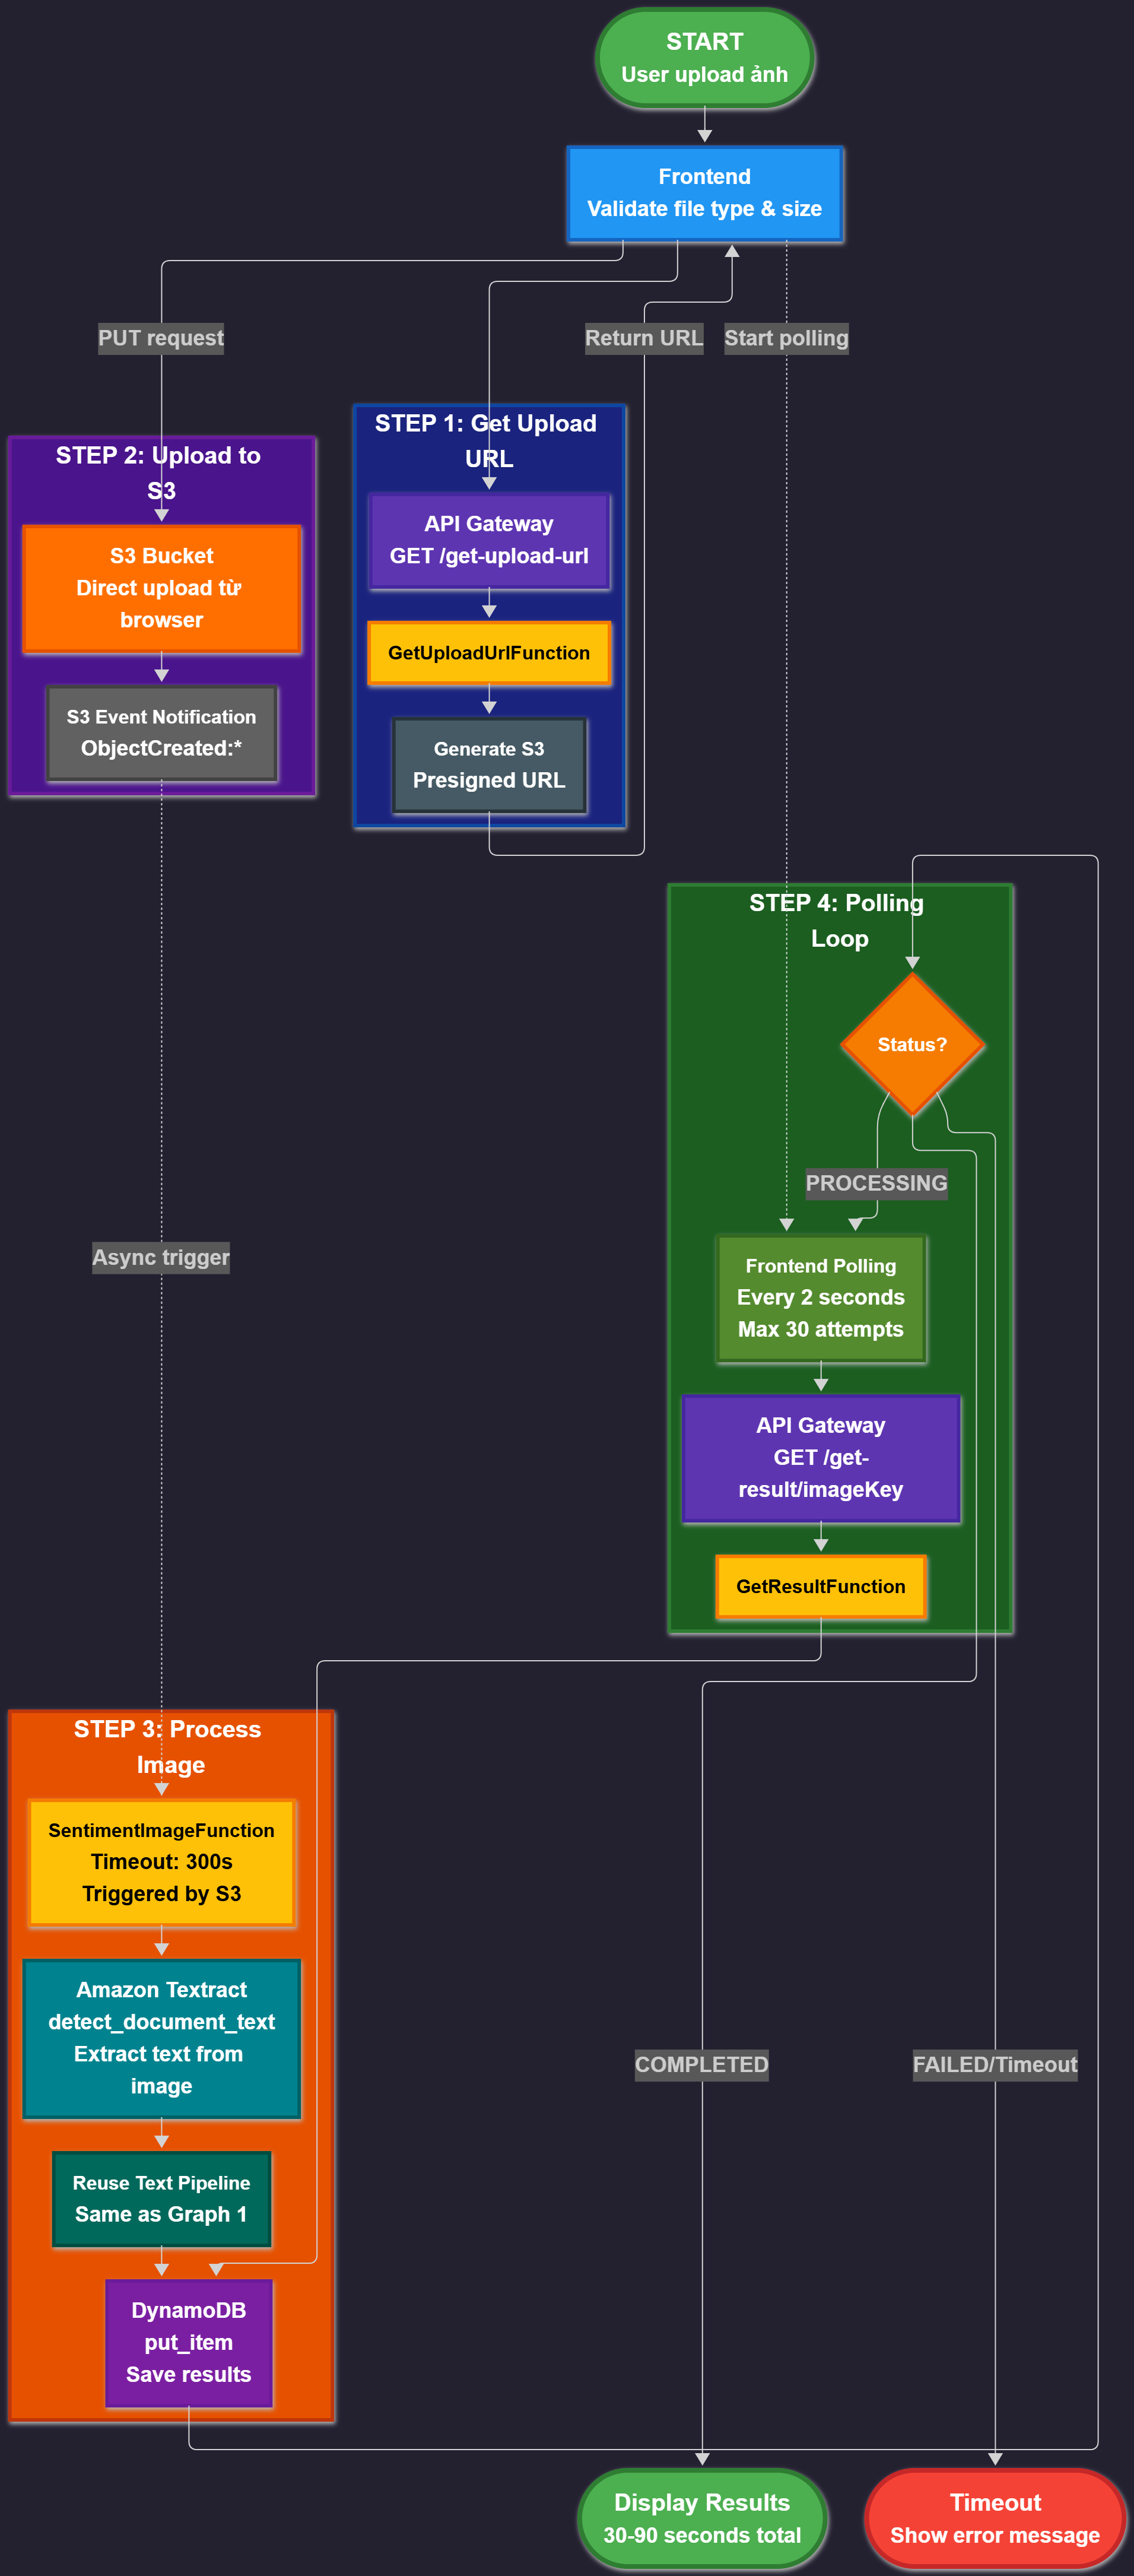 START
User upload ảnh
Frontend
Validate file type & size
PUT request
Return URL
Start polling
STEP 1: Get Upload
URL
API Gateway
GET /get-upload-url
GetUploadUrlFunction
Generate S3
Presigned URL
STEP 2: Upload to
S3
S3 Bucket
Direct upload từ
browser
S3 Event Notification
ObjectCreated:*
Async trigger
STEP 4: Polling
Loop
Status?
PROCESSING
Frontend Polling
Every 2 seconds
Max 30 attempts
API Gateway
GET /get-
result/imageKey
GetResultFunction
STEP 3: Process
Image
SentimentImageFunction
Timeout: 300s
Triggered by S3
Amazon Textract
detect_document_text
Extract text from
image
Reuse Text Pipeline
Same as Graph 1
DynamoDB
put_item
Save results
COMPLETED
FAILED/Timeout
Display Results
30-90 seconds total
Timeout
Show error message